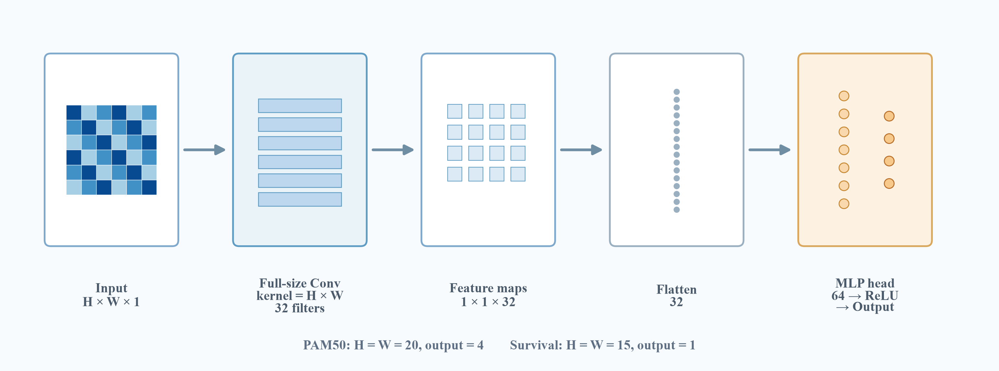 Input
H × W × 1
Full-size Conv
kernel = H × W
32 filters
Feature maps
1 × 1 × 32
Flatten
32
MLP head
64 → ReLU
→ Output
PAM50: H = W = 20, output = 4
Survival: H = W = 15, output = 1